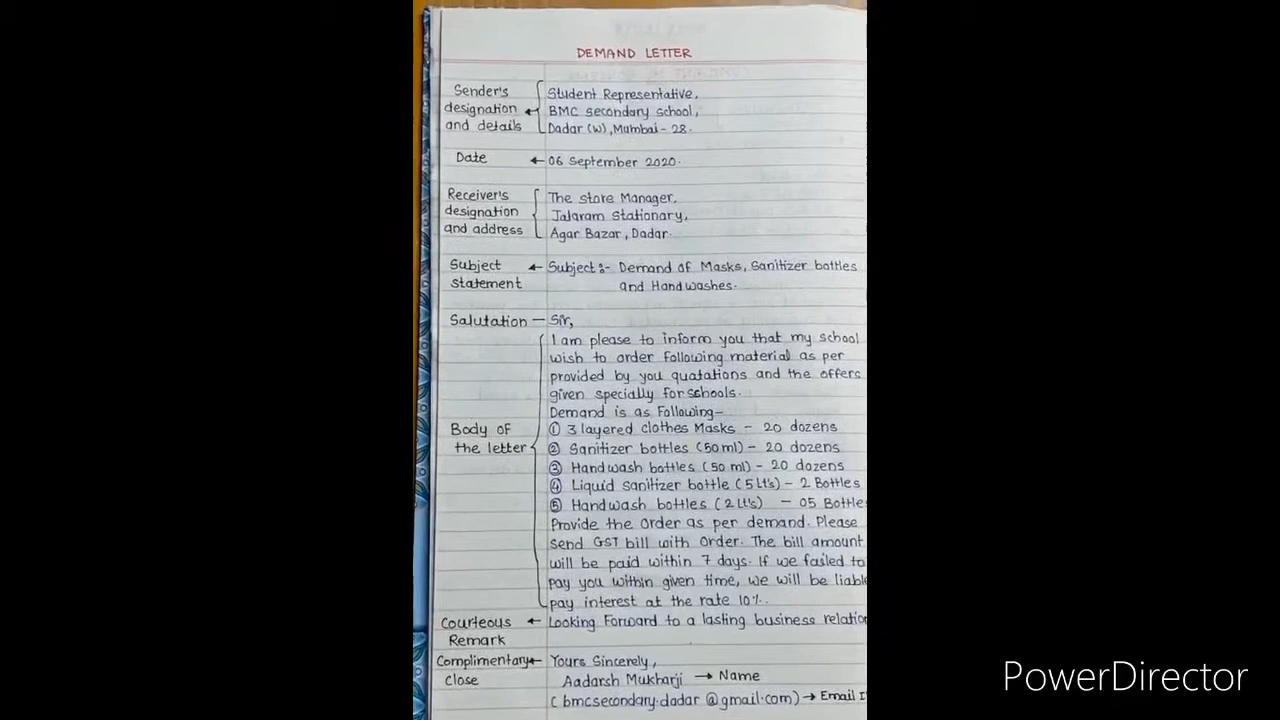 DEMAND LETTER
Sender's designation and details
Student Representative,
BMC secondary school,
Dadar (W), Mumbai - 28.
Date ← 06 September 2020.
Receiver's designation and address
The store Manager,
Jalaram Stationary,
Agar Bazar, Dadar.
Subject statement
← Subject :- Demand of Masks, Sanitizer bottles
and Handwashes.
Salutation — Sir,
I am please to inform you that my school
wish to order following material as per
provided by you quatations and the offers
given specially for schools.
Demand is as Following-
Body of the letter
① 3 layered clothes Masks - 20 dozens
② Sanitizer bottles (50ml) - 20 dozens
③ Handwash bottles (50 ml) - 20 dozens
④ Liquid sanitizer bottle (5 Lt's) - 2 Bottles
⑤ Handwash bottles (2 Lt's) - 05 Bottle
Provide the Order as per demand. Please
send GST bill with Order. The bill amount
will be paid within 7 days. If we failed to
pay you within given time, we will be liable
pay interest at the rate 10%.
Courteous Remark
← Looking Forward to a lasting business relatio
Complimentary close
← Yours Sincerely,
Aadarsh Mukharji → Name
( bmcsecondary.dadar @gmail.com) → Email I
PowerDirector